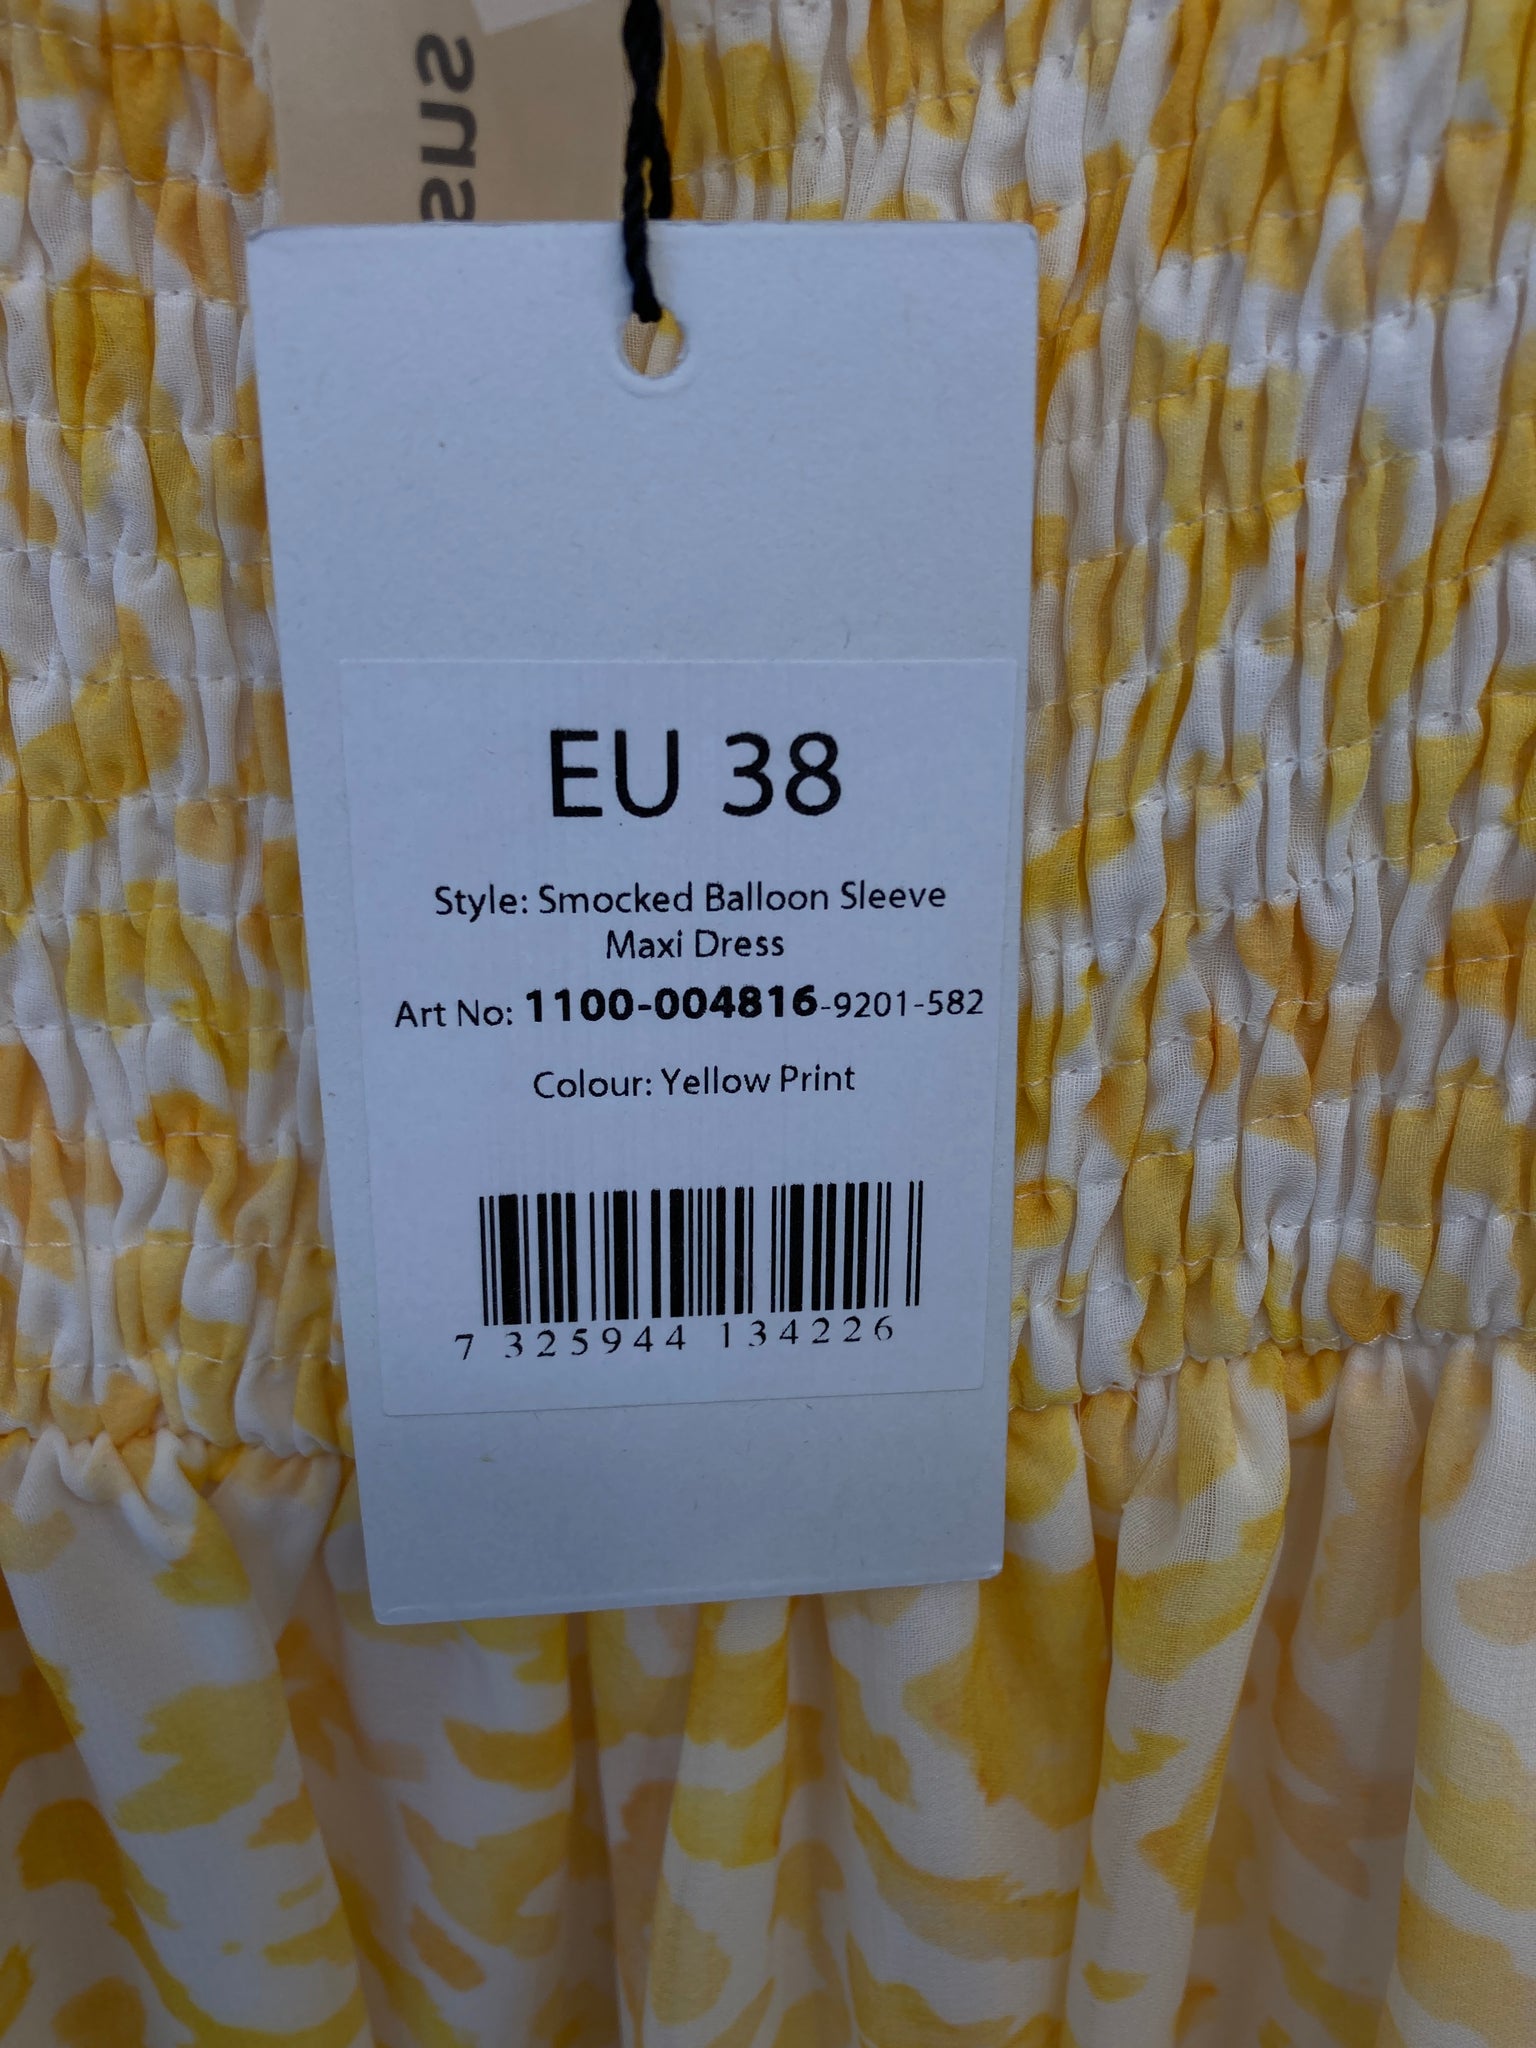 EU 38
Style: Smocked Balloon Sleeve
Maxi Dress
Art No: 1100-004816-9201-582
Colour: Yellow Print
7 325944 134226